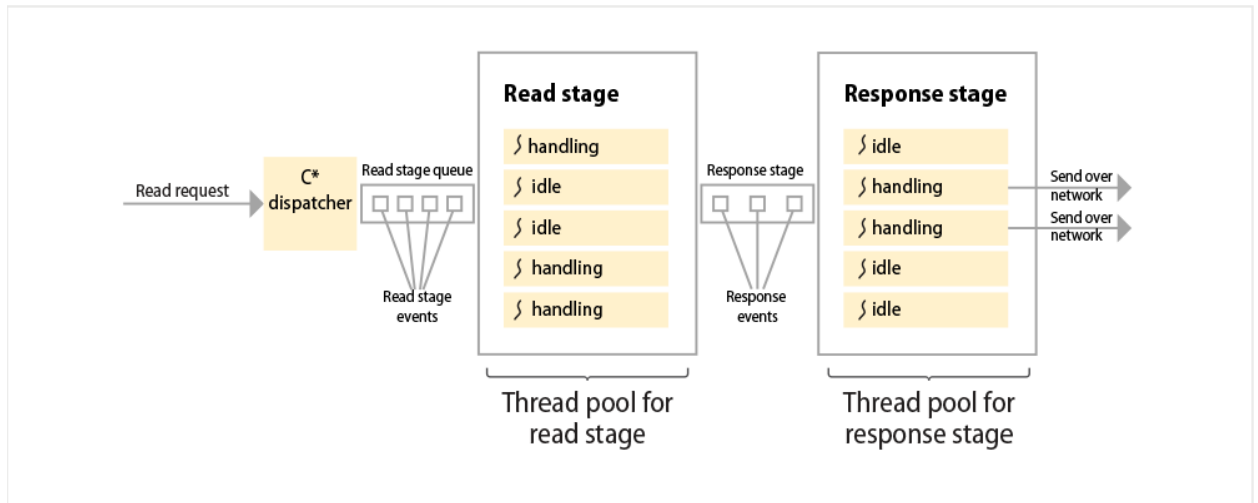 Read request
C*
dispatcher
Read stage queue
Read stage
events
Read stage
handling
idle
idle
handling
handling
Thread pool for
read stage
Response stage
Response
events
Response stage
idle
handling
handling
idle
idle
Thread pool for
response stage
Send over
network
Send over
network